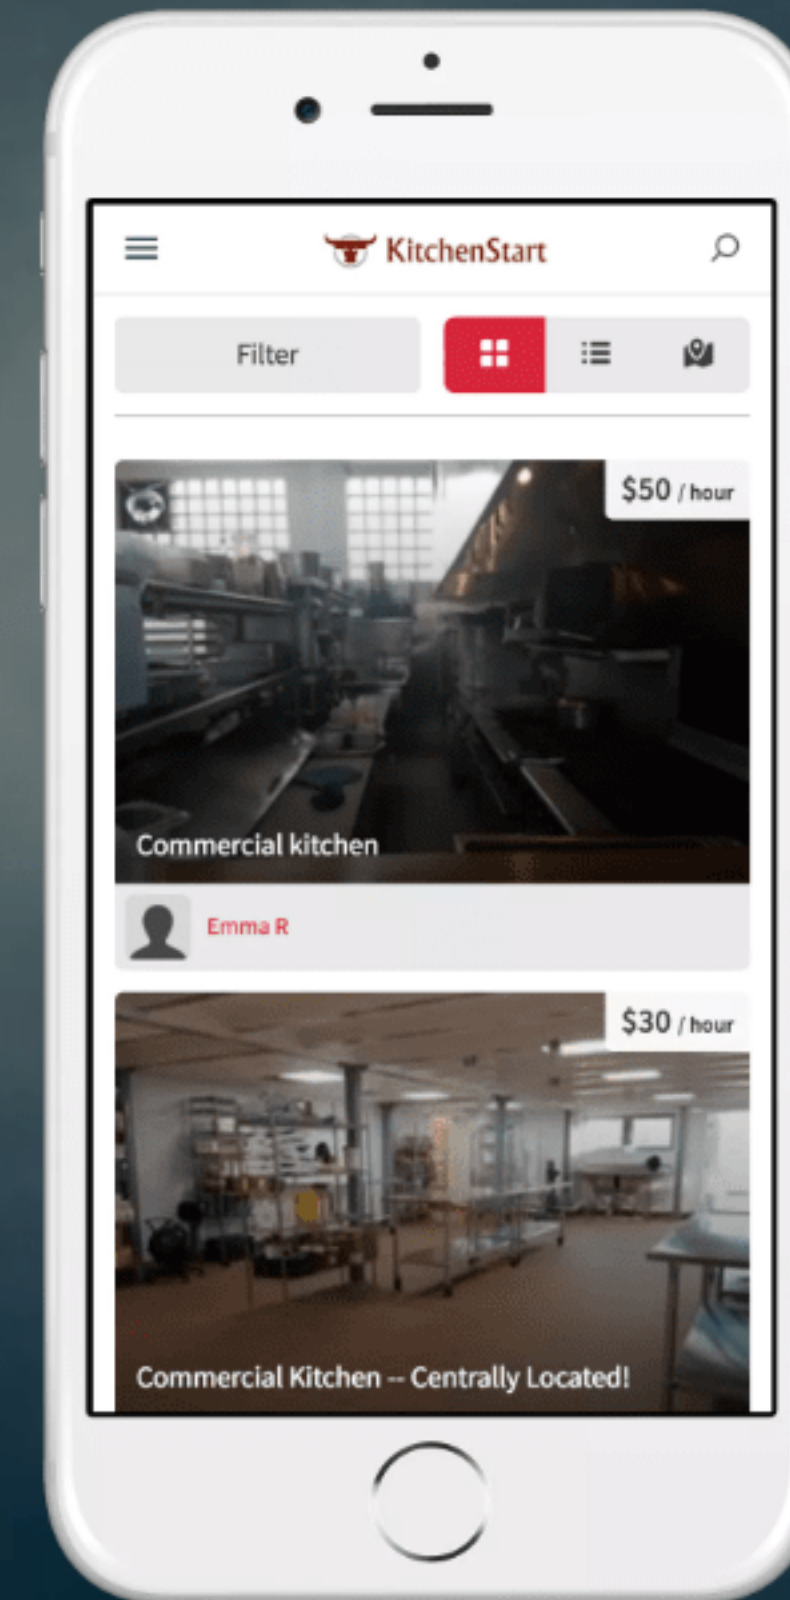 KitchenStart
Filter
$50 / hour
Commercial kitchen
Emma R
$30 / hour
Commercial Kitchen -- Centrally Located!